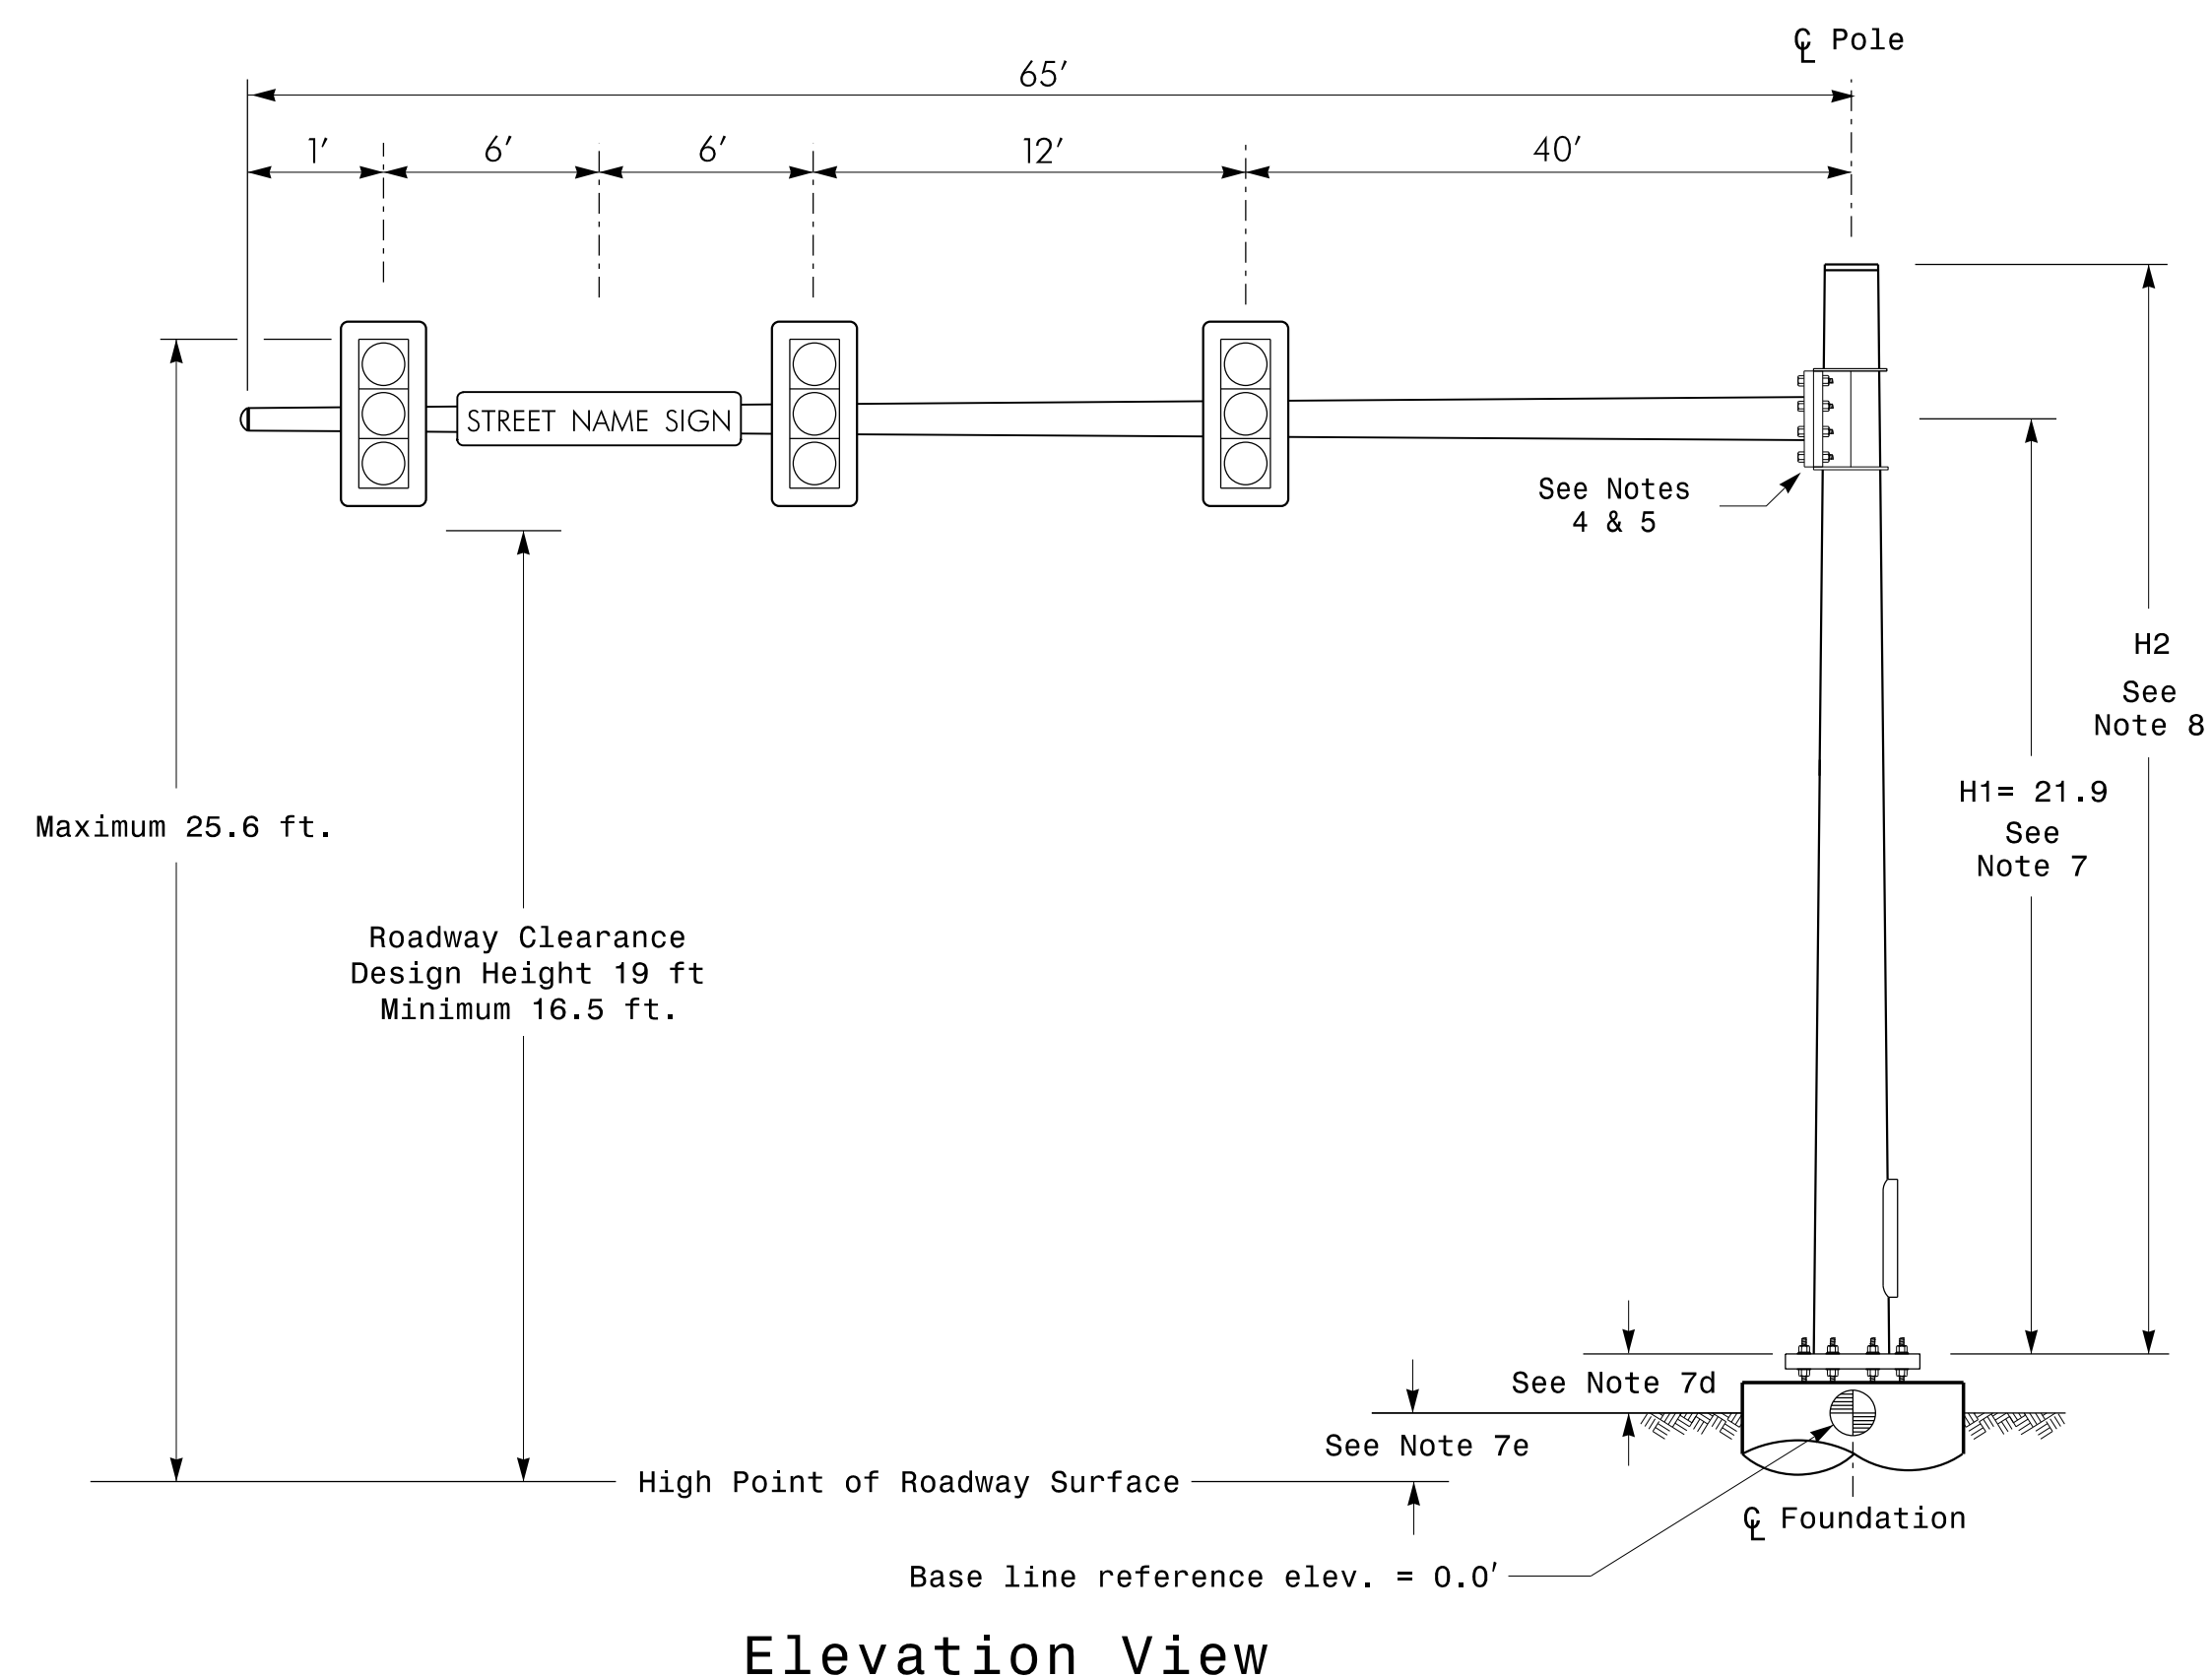 ℄ Pole
65'
1'
6'
6'
12'
40'
STREET NAME SIGN
See Notes
4 & 5
H2
See
Note 8
H1= 21.9
See
Note 7
Maximum 25.6 ft.
Roadway Clearance
Design Height 19 ft
Minimum 16.5 ft.
See Note 7d
See Note 7e
High Point of Roadway Surface
℄ Foundation
Base line reference elev. = 0.0'
Elevation View